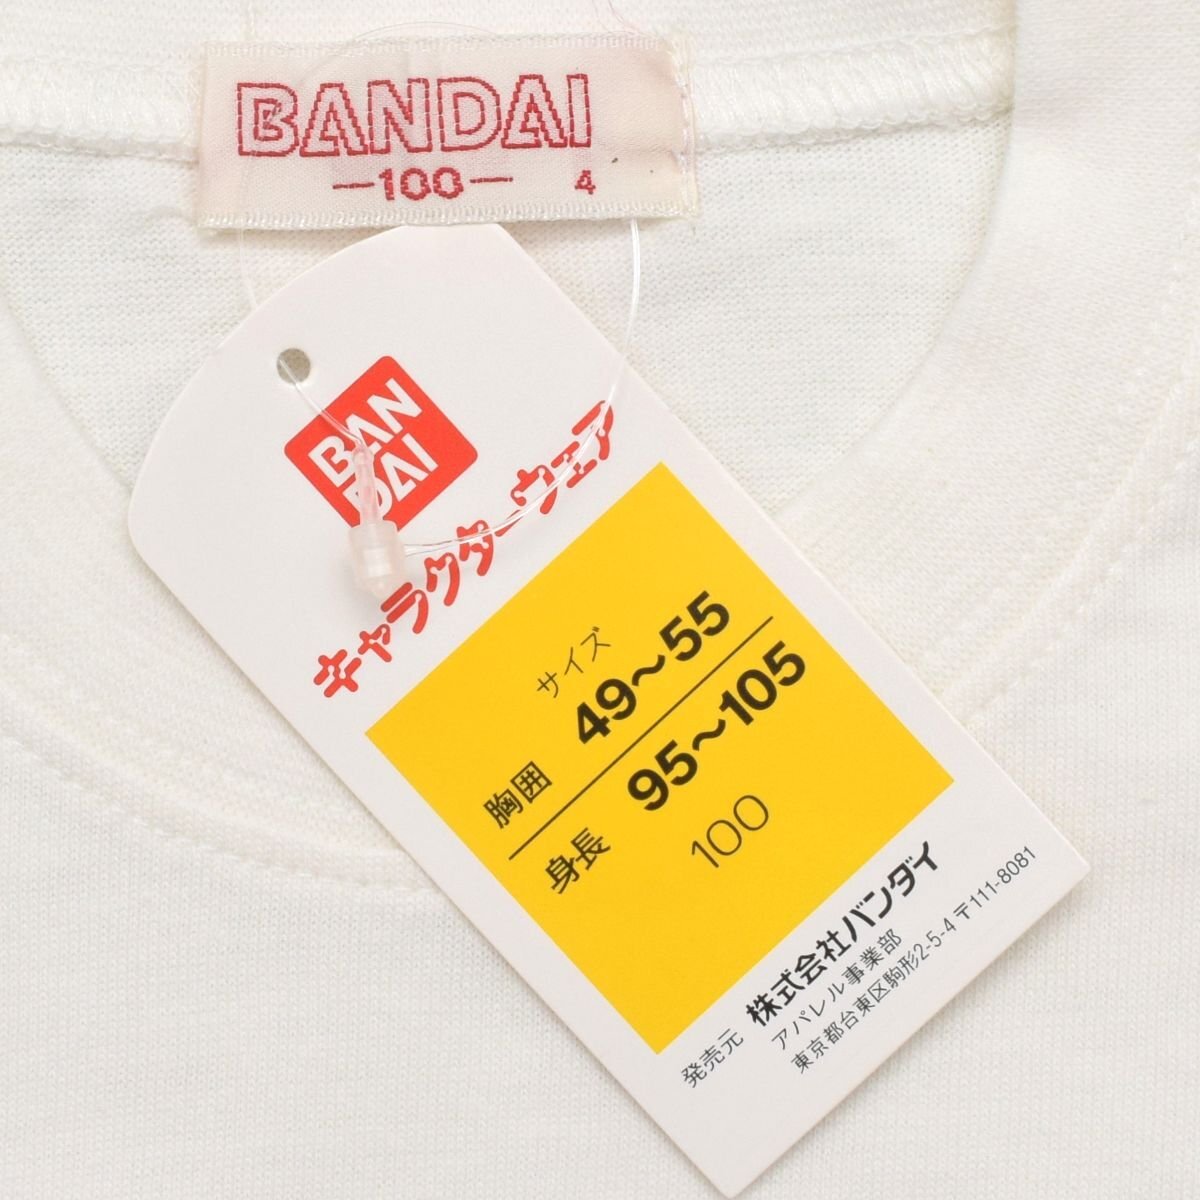 BANDAI
—100— 4
BAN
DAI
キャラクターウェア
サイズ
胸囲 49〜55
身長 95〜105
100
発売元 株式会社バンダイ
アパレル事業部
東京都台東区駒形2-5-4 〒111-8081